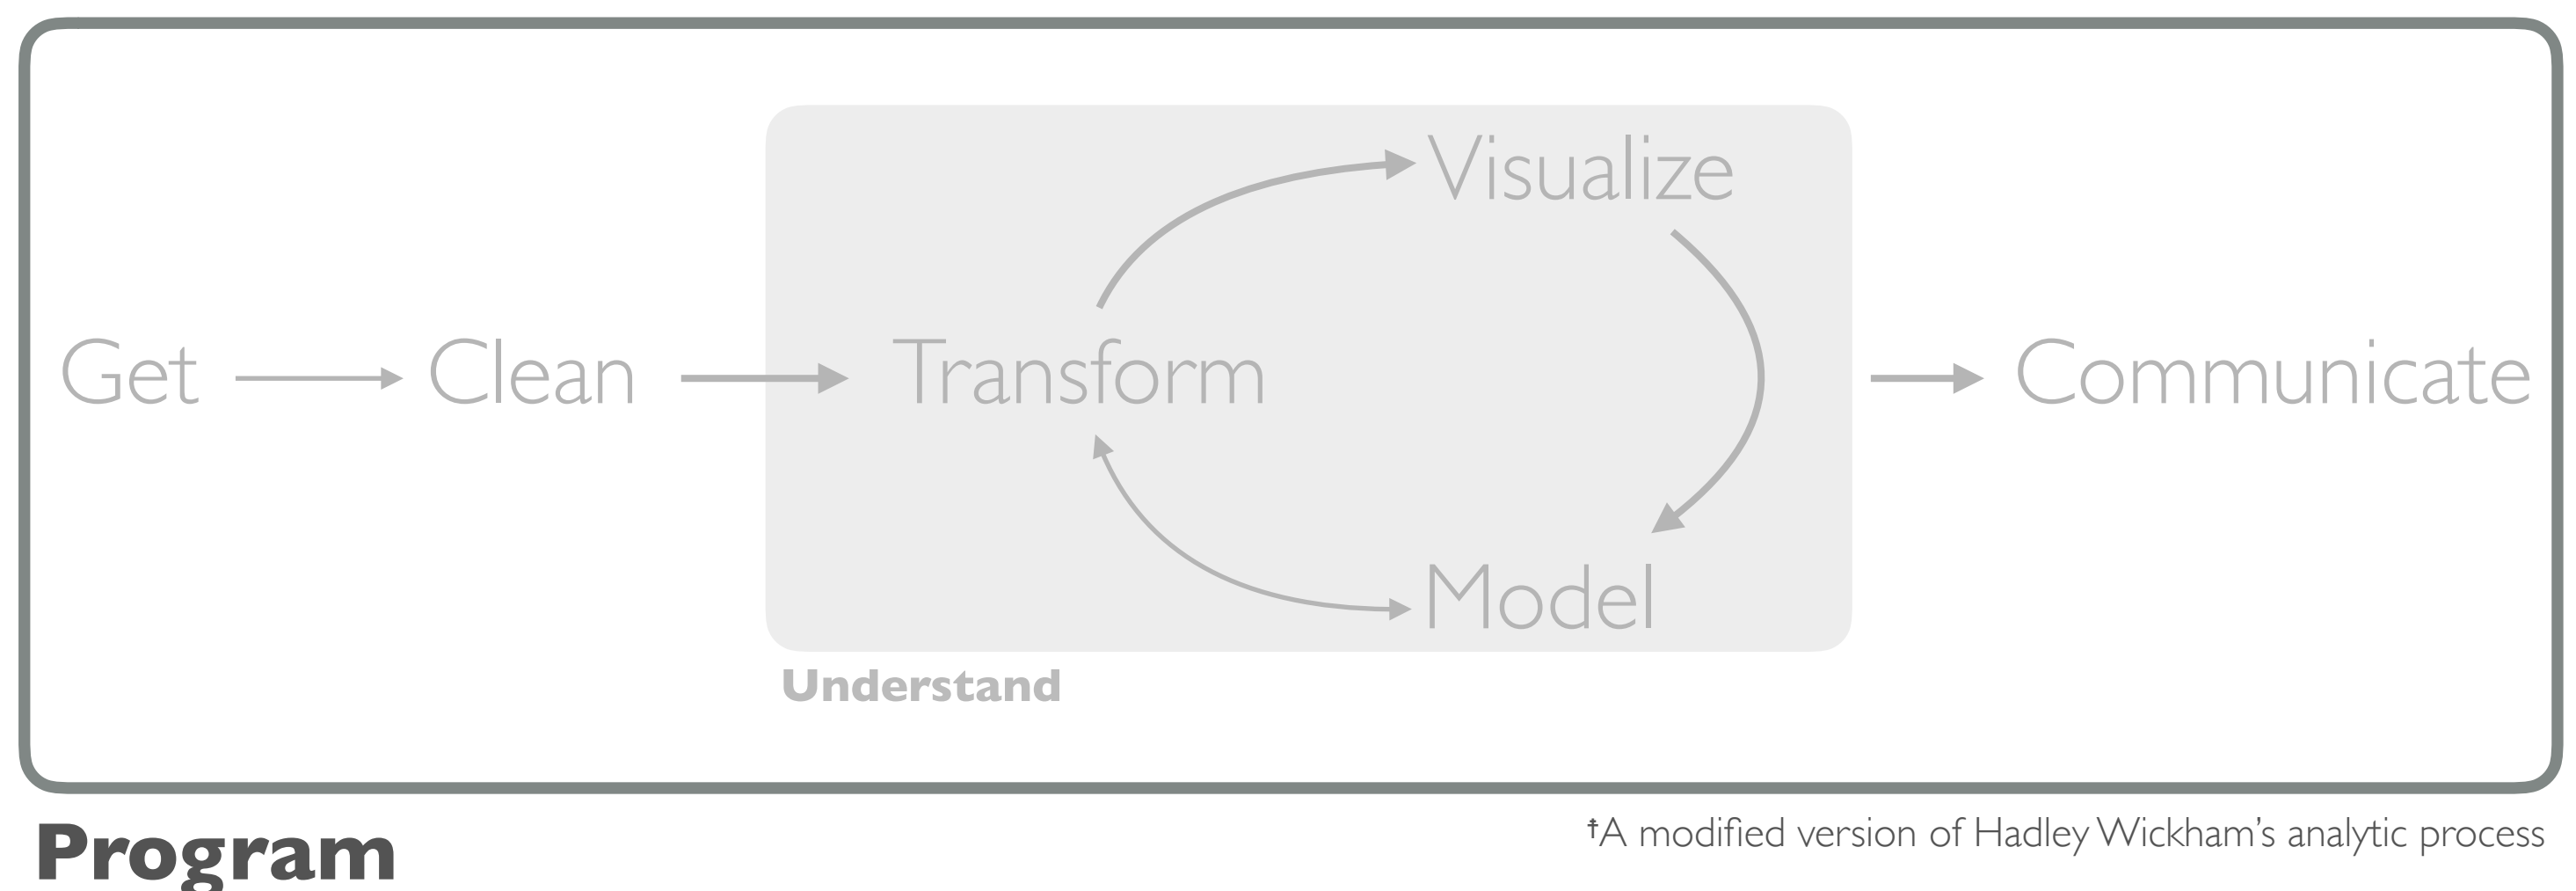 Visualize
Get Clean Transform Communicate
Model
Understand
Program
†A modified version of Hadley Wickham’s analytic process